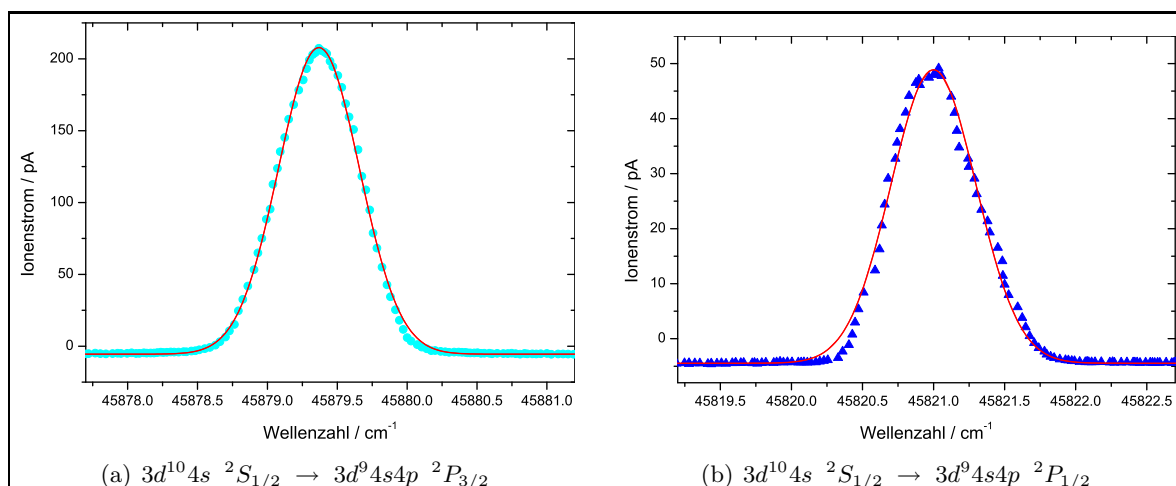 200
150
100
50
0
Ionenstrom / pA
45878.0 45878.5 45879.0 45879.5 45880.0 45880.5 45881.0
Wellenzahl / cm⁻¹
(a) 3d¹⁰4s ²S₁/₂ → 3d⁹4s4p ²P₃/₂
50
40
30
20
10
0
Ionenstrom / pA
45819.5 45820.0 45820.5 45821.0 45821.5 45822.0 45822.5
Wellenzahl / cm⁻¹
(b) 3d¹⁰4s ²S₁/₂ → 3d⁹4s4p ²P₁/₂